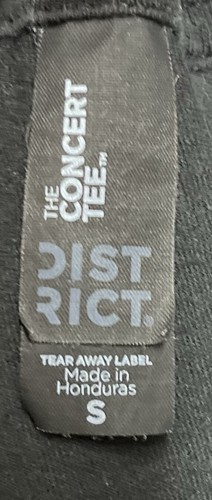 THE
CONCERT
TEE™
DIST
RICT®
TEAR AWAY LABEL
Made in
Honduras
S